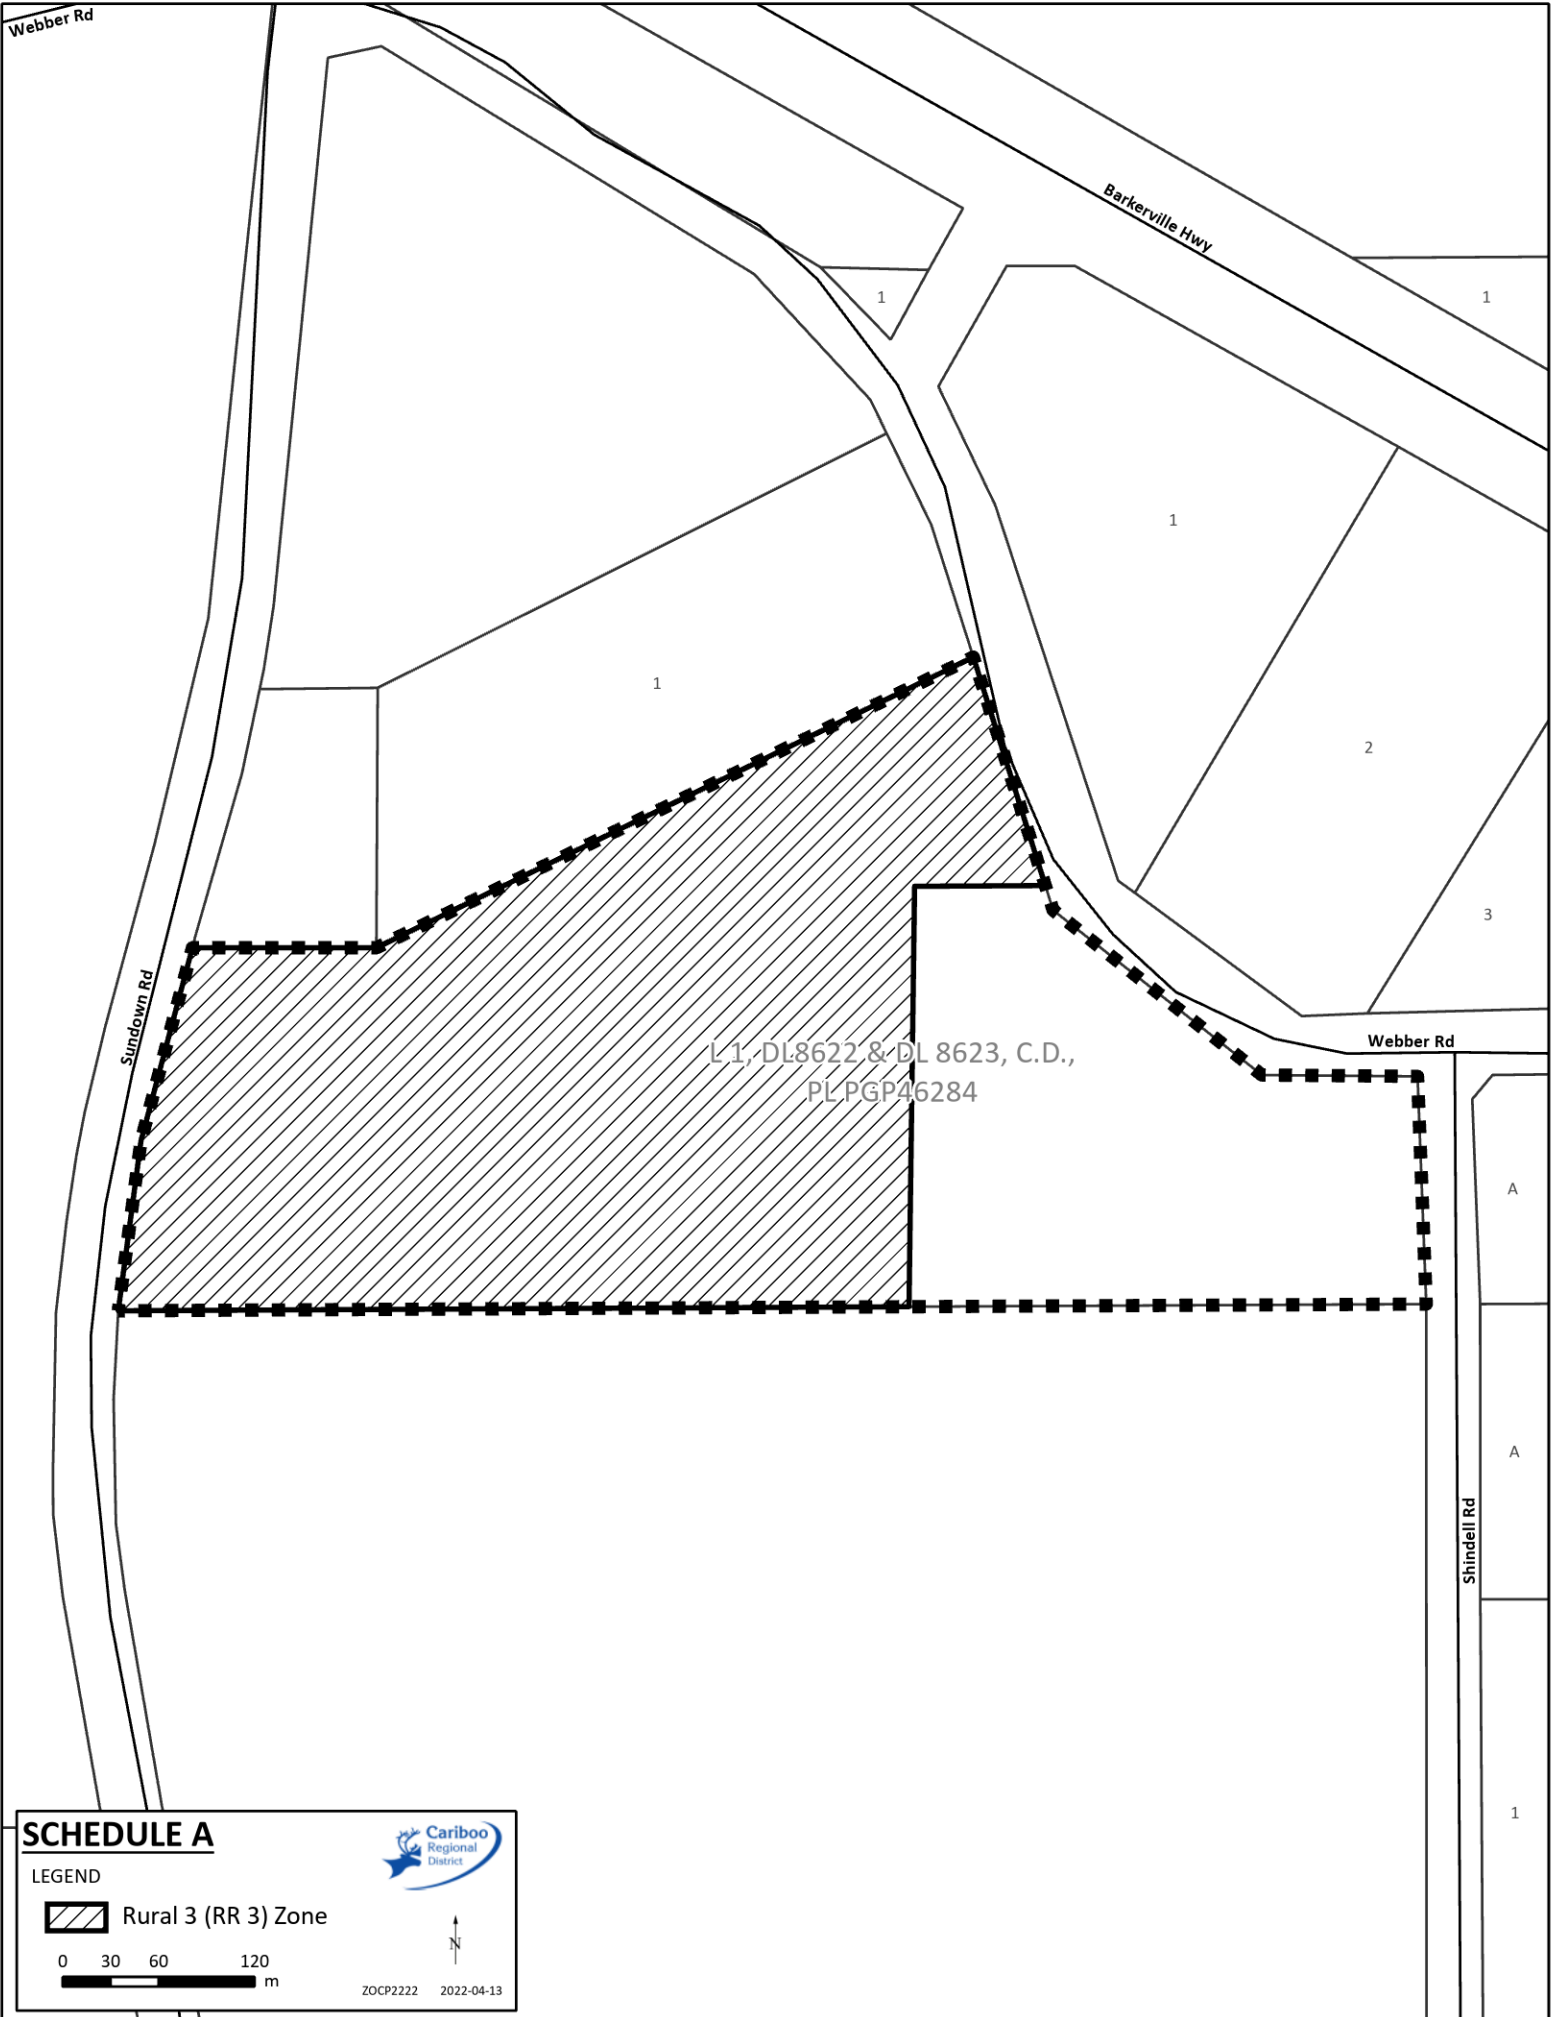 Webber Rd
Barkerville Hwy
1
1
1
1
2
3
Sundown Rd
L 1, DL8622 & DL 8623, C.D.,
PL PGP46284
Webber Rd
A
A
Shindell Rd
1
SCHEDULE A
Cariboo
Regional
District
LEGEND
Rural 3 (RR 3) Zone
N
0 30 60 120
m
ZOCP2222 2022-04-13